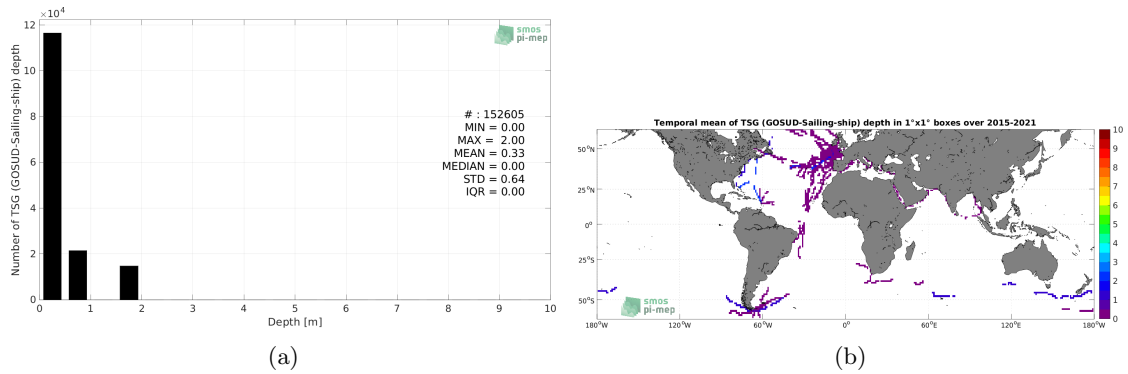 ×10⁴
12
10
8
6
4
2
0
Number of TSG (GOSUD-Sailing-ship) depth
smos
pi-mep
# : 152605
MIN = 0.00
MAX = 2.00
MEAN = 0.33
MEDIAN = 0.00
STD = 0.64
IQR = 0.00
0 1 2 3 4 5 6 7 8 9 10
Depth [m]
(a)
Temporal mean of TSG (GOSUD-Sailing-ship) depth in 1°x1° boxes over 2015-2021
50°N
25°N
0°
25°S
50°S
smos
pi-mep
180°W 120°W 60°W 0° 60°E 120°E 180°W
10
9
8
7
6
5
4
3
2
1
0
(b)